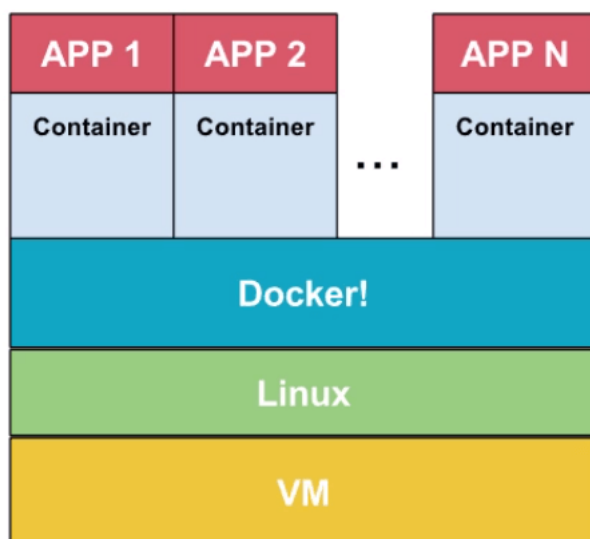 APP 1 APP 2 APP N
Container Container Container
...
Docker!
Linux
VM